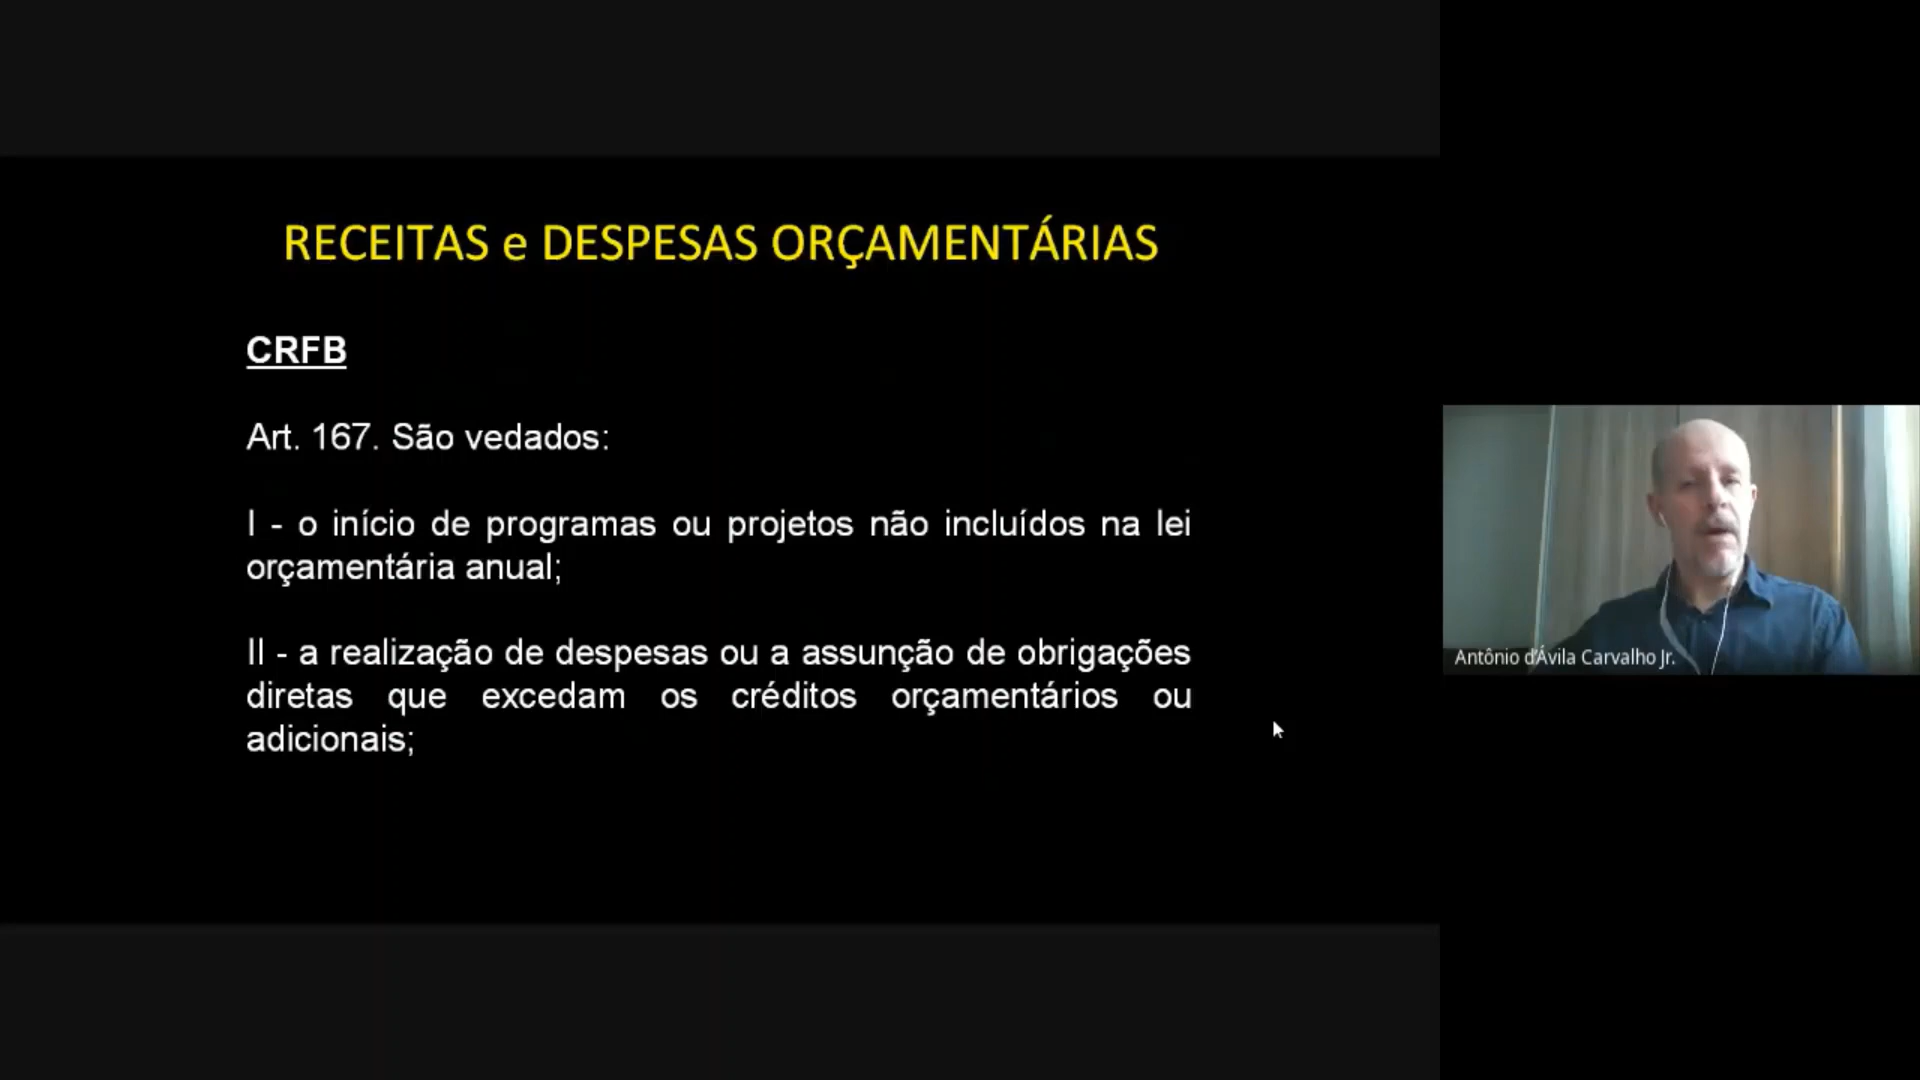 RECEITAS e DESPESAS ORÇAMENTÁRIAS
CRFB
Art. 167. São vedados:
I - o início de programas ou projetos não incluídos na lei
orçamentária anual;
II - a realização de despesas ou a assunção de obrigações
diretas que excedam os créditos orçamentários ou
adicionais;
Antônio d'Ávila Carvalho Jr.